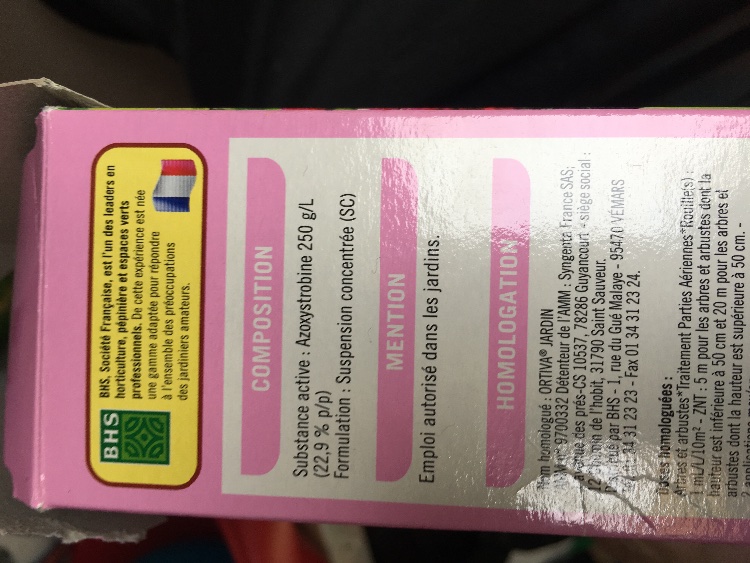 BHS
BHS, Société Française, est l'un des leaders en
horticulture, pépinière et espaces verts
professionnels. De cette expérience est née
une gamme adaptée pour répondre
à l'ensemble des préoccupations
des jardiniers amateurs.
COMPOSITION
Substance active : Azoxystrobine 250 g/L
(22,9 % p/p)
Formulation : Suspension concentrée (SC)
MENTION
Emploi autorisé dans les jardins.
HOMOLOGATION
homologué : ORTIVA® JARDIN
9700332 Détenteur de l'AMM : Syngenta France SAS;
des prés-CS 10537, 78286 Guyancourt - siège social :
de l'hobit, 31790 Saint Sauveur.
par BHS - 1, rue du Gué Malaye - 95470 VÉMARS
34 31 23 23 - Fax 01 34 31 23 24.
homologuées :
Arbres et arbustes*Traitement Parties Aériennes*Rouille(s) :
1 mL/L/10m² - ZNT : 5 m pour les arbres et arbustes dont la
hauteur est inférieure à 50 cm et 20 m pour les arbres et
arbustes dont la hauteur est supérieure à 50 cm. -